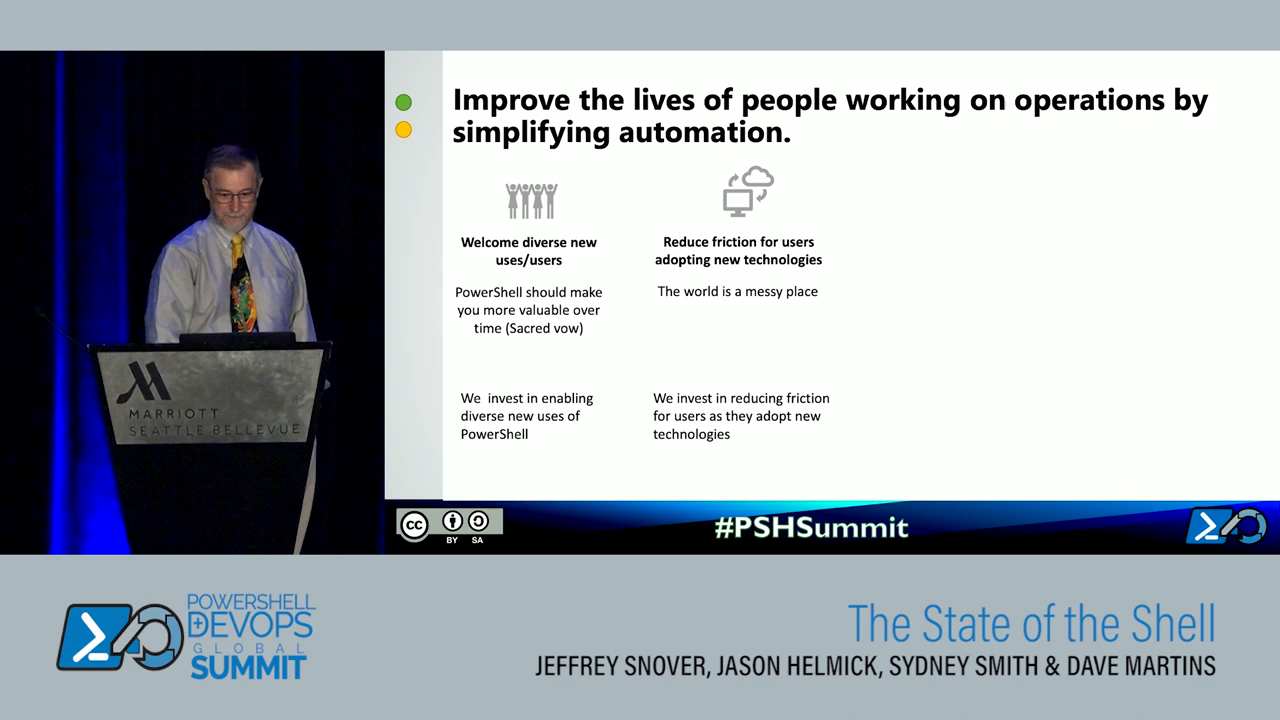 Improve the lives of people working on operations by
simplifying automation.
Welcome diverse new
uses/users
Reduce friction for users
adopting new technologies
PowerShell should make
you more valuable over
time (Sacred vow)
The world is a messy place
We  invest in enabling
diverse new uses of
PowerShell
We invest in reducing friction
for users as they adopt new
technologies
MARRIOTT
SEATTLE BELLEVUE
cc
BY SA
#PSHSummit
POWERSHELL
+DEVOPS
GLOBAL
SUMMIT
The State of the Shell
JEFFREY SNOVER, JASON HELMICK, SYDNEY SMITH & DAVE MARTINS